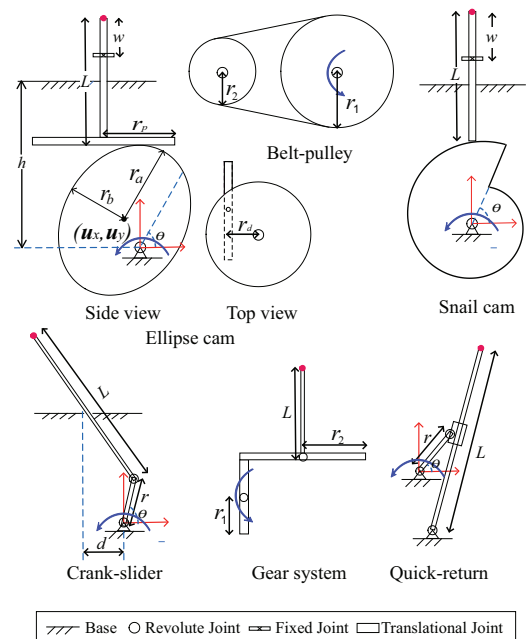 w
L
r_p
h
r_a
r_b
(u_x, u_y)
θ
Side view
r_d
Top view
Ellipse cam
r_2
r_1
Belt-pulley
w
L
θ
Snail cam
L
r
θ
d
Crank-slider
L
r_2
r_1
Gear system
r
θ
L
Quick-return
Base
Revolute Joint
Fixed Joint
Translational Joint